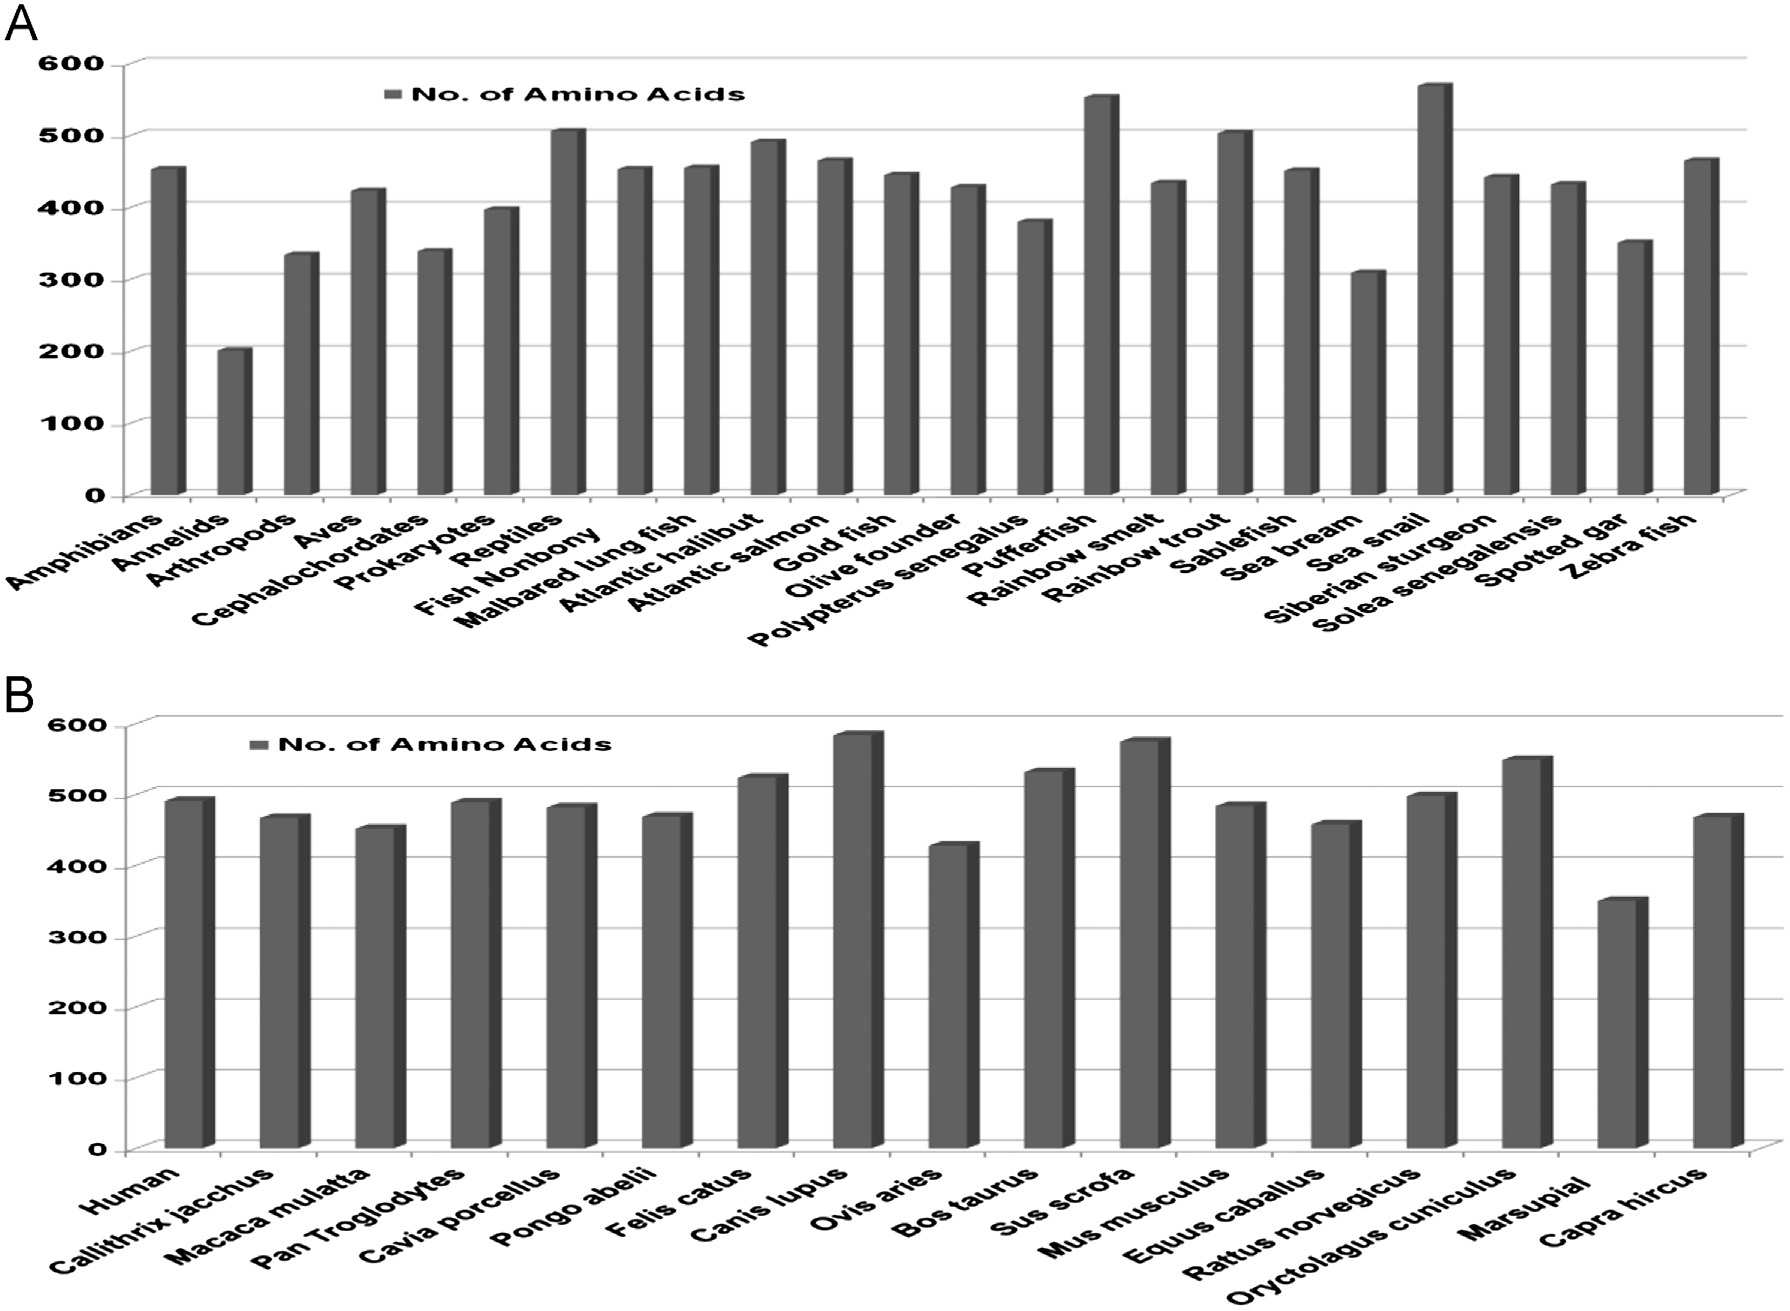 A
600
500
400
300
200
100
0
No. of Amino Acids
Amphibians
Annelids
Arthropods
Aves
Cephalochordates
Prokaryotes
Reptiles
Fish Nonbony
Malbared lung fish
Atlantic halilbut
Atlantic salmon
Gold fish
Olive founder
Polypterus senegalus
Pufferfish
Rainbow smelt
Rainbow trout
Sablefish
Sea bream
Sea snail
Siberian sturgeon
Solea senegalensis
Spotted gar
Zebra fish
B
600
500
400
300
200
100
0
No. of Amino Acids
Human
Callithrix jacchus
Macaca mulatta
Pan Troglodytes
Cavia porcellus
Pongo abelii
Felis catus
Canis lupus
Ovis aries
Bos taurus
Sus scrofa
Mus musculus
Equus caballus
Rattus norvegicus
Oryctolagus cuniculus
Marsupial
Capra hircus